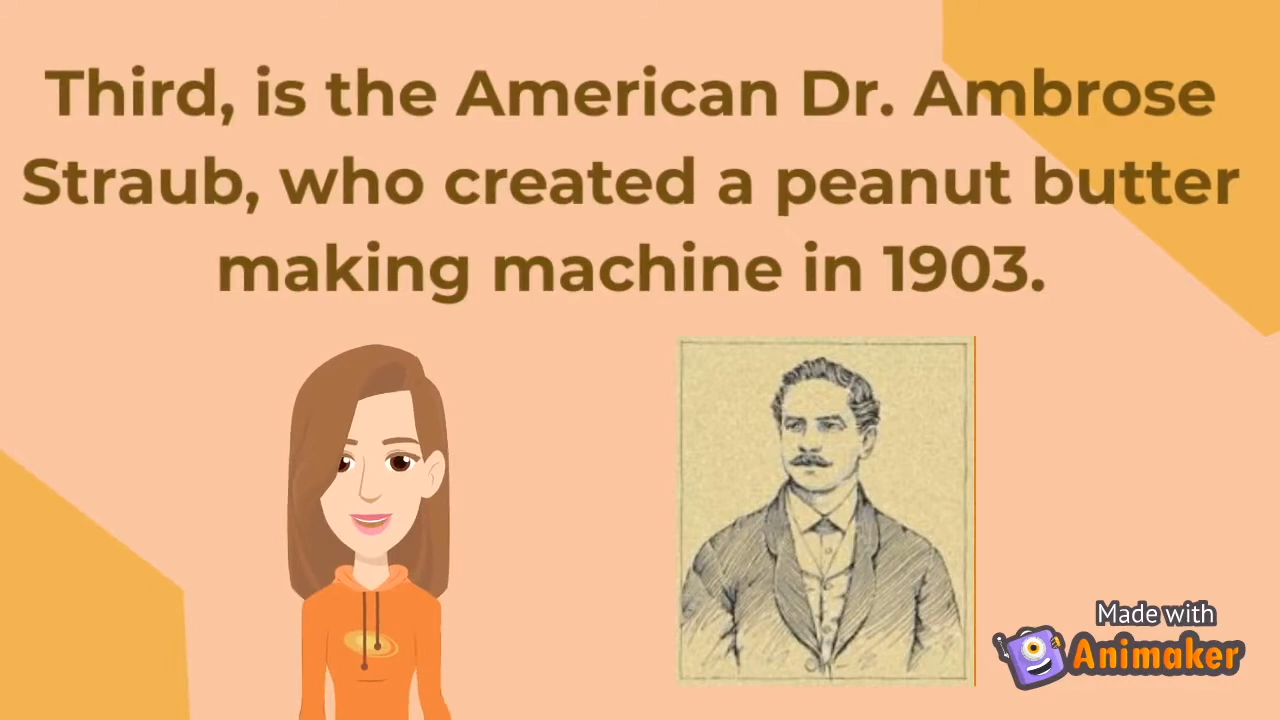 Third, is the American Dr. Ambrose
Straub, who created a peanut butter
making machine in 1903.
Made with
Animaker